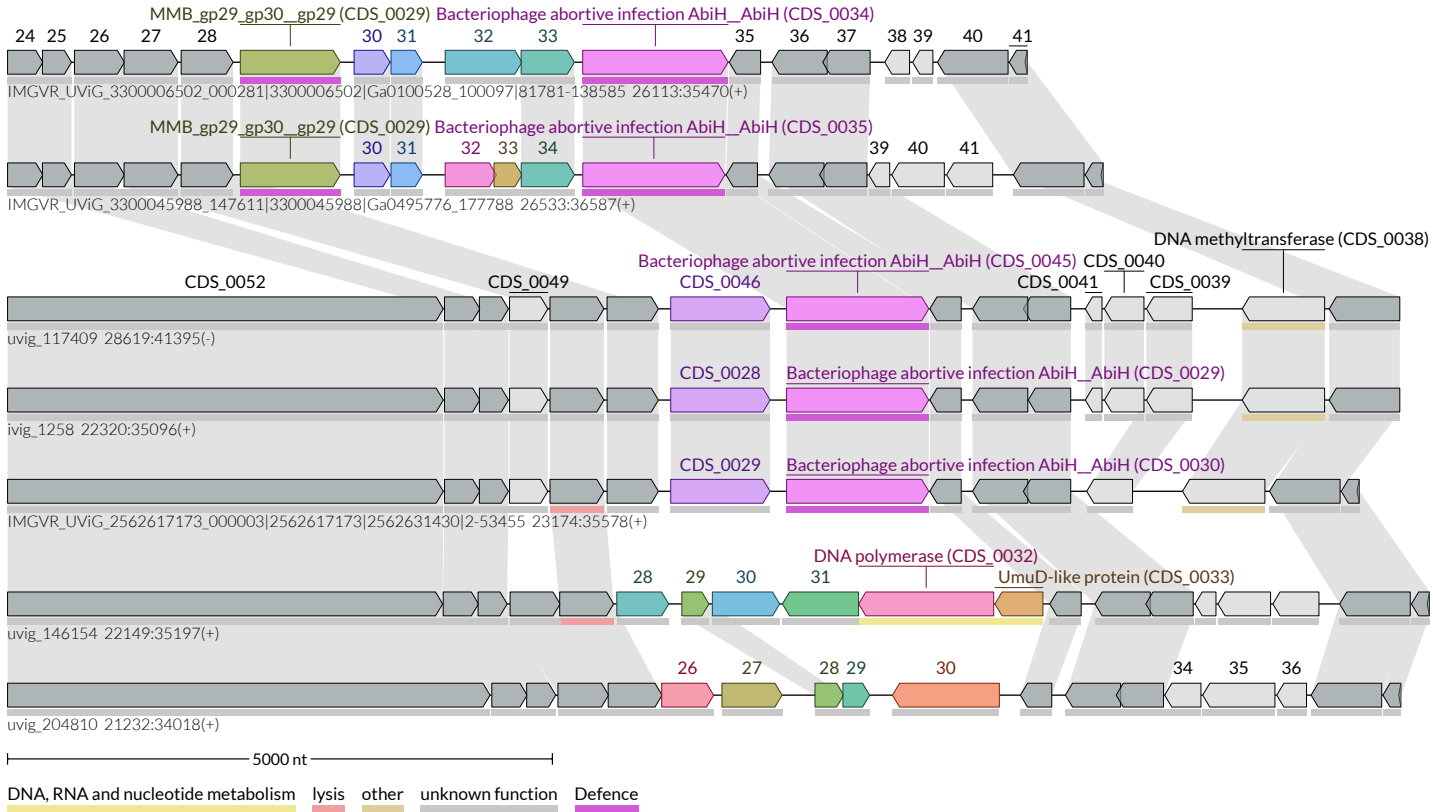 MMB_gp29_gp30__gp29 (CDS_0029) Bacteriophage abortive infection AbiH__AbiH (CDS_0034)
24 25 26 27 28 30 31 32 33 35 36 37 38 39 40 41
IMGVR_UViG_3300006502_000281|3300006502|Ga0100528_100097|81781-138585 26113:35470(+)
MMB_gp29_gp30__gp29 (CDS_0029) Bacteriophage abortive infection AbiH__AbiH (CDS_0035)
30 31 32 33 34 39 40 41
IMGVR_UViG_3300045988_147611|3300045988|Ga0495776_177788 26533:36587(+)
DNA methyltransferase (CDS_0038)
Bacteriophage abortive infection AbiH__AbiH (CDS_0045) CDS_0040
CDS_0052 CDS_0049 CDS_0046 CDS_0041 CDS_0039
uvig_117409 28619:41395(-)
CDS_0028 Bacteriophage abortive infection AbiH__AbiH (CDS_0029)
ivig_1258 22320:35096(+)
CDS_0029 Bacteriophage abortive infection AbiH__AbiH (CDS_0030)
IMGVR_UViG_2562617173_000003|2562617173|2562631430|2-53455 23174:35578(+)
DNA polymerase (CDS_0032)
28 29 30 31 UmuD-like protein (CDS_0033)
uvig_146154 22149:35197(+)
26 27 28 29 30 34 35 36
uvig_204810 21232:34018(+)
5000 nt
DNA, RNA and nucleotide metabolism lysis other unknown function Defence